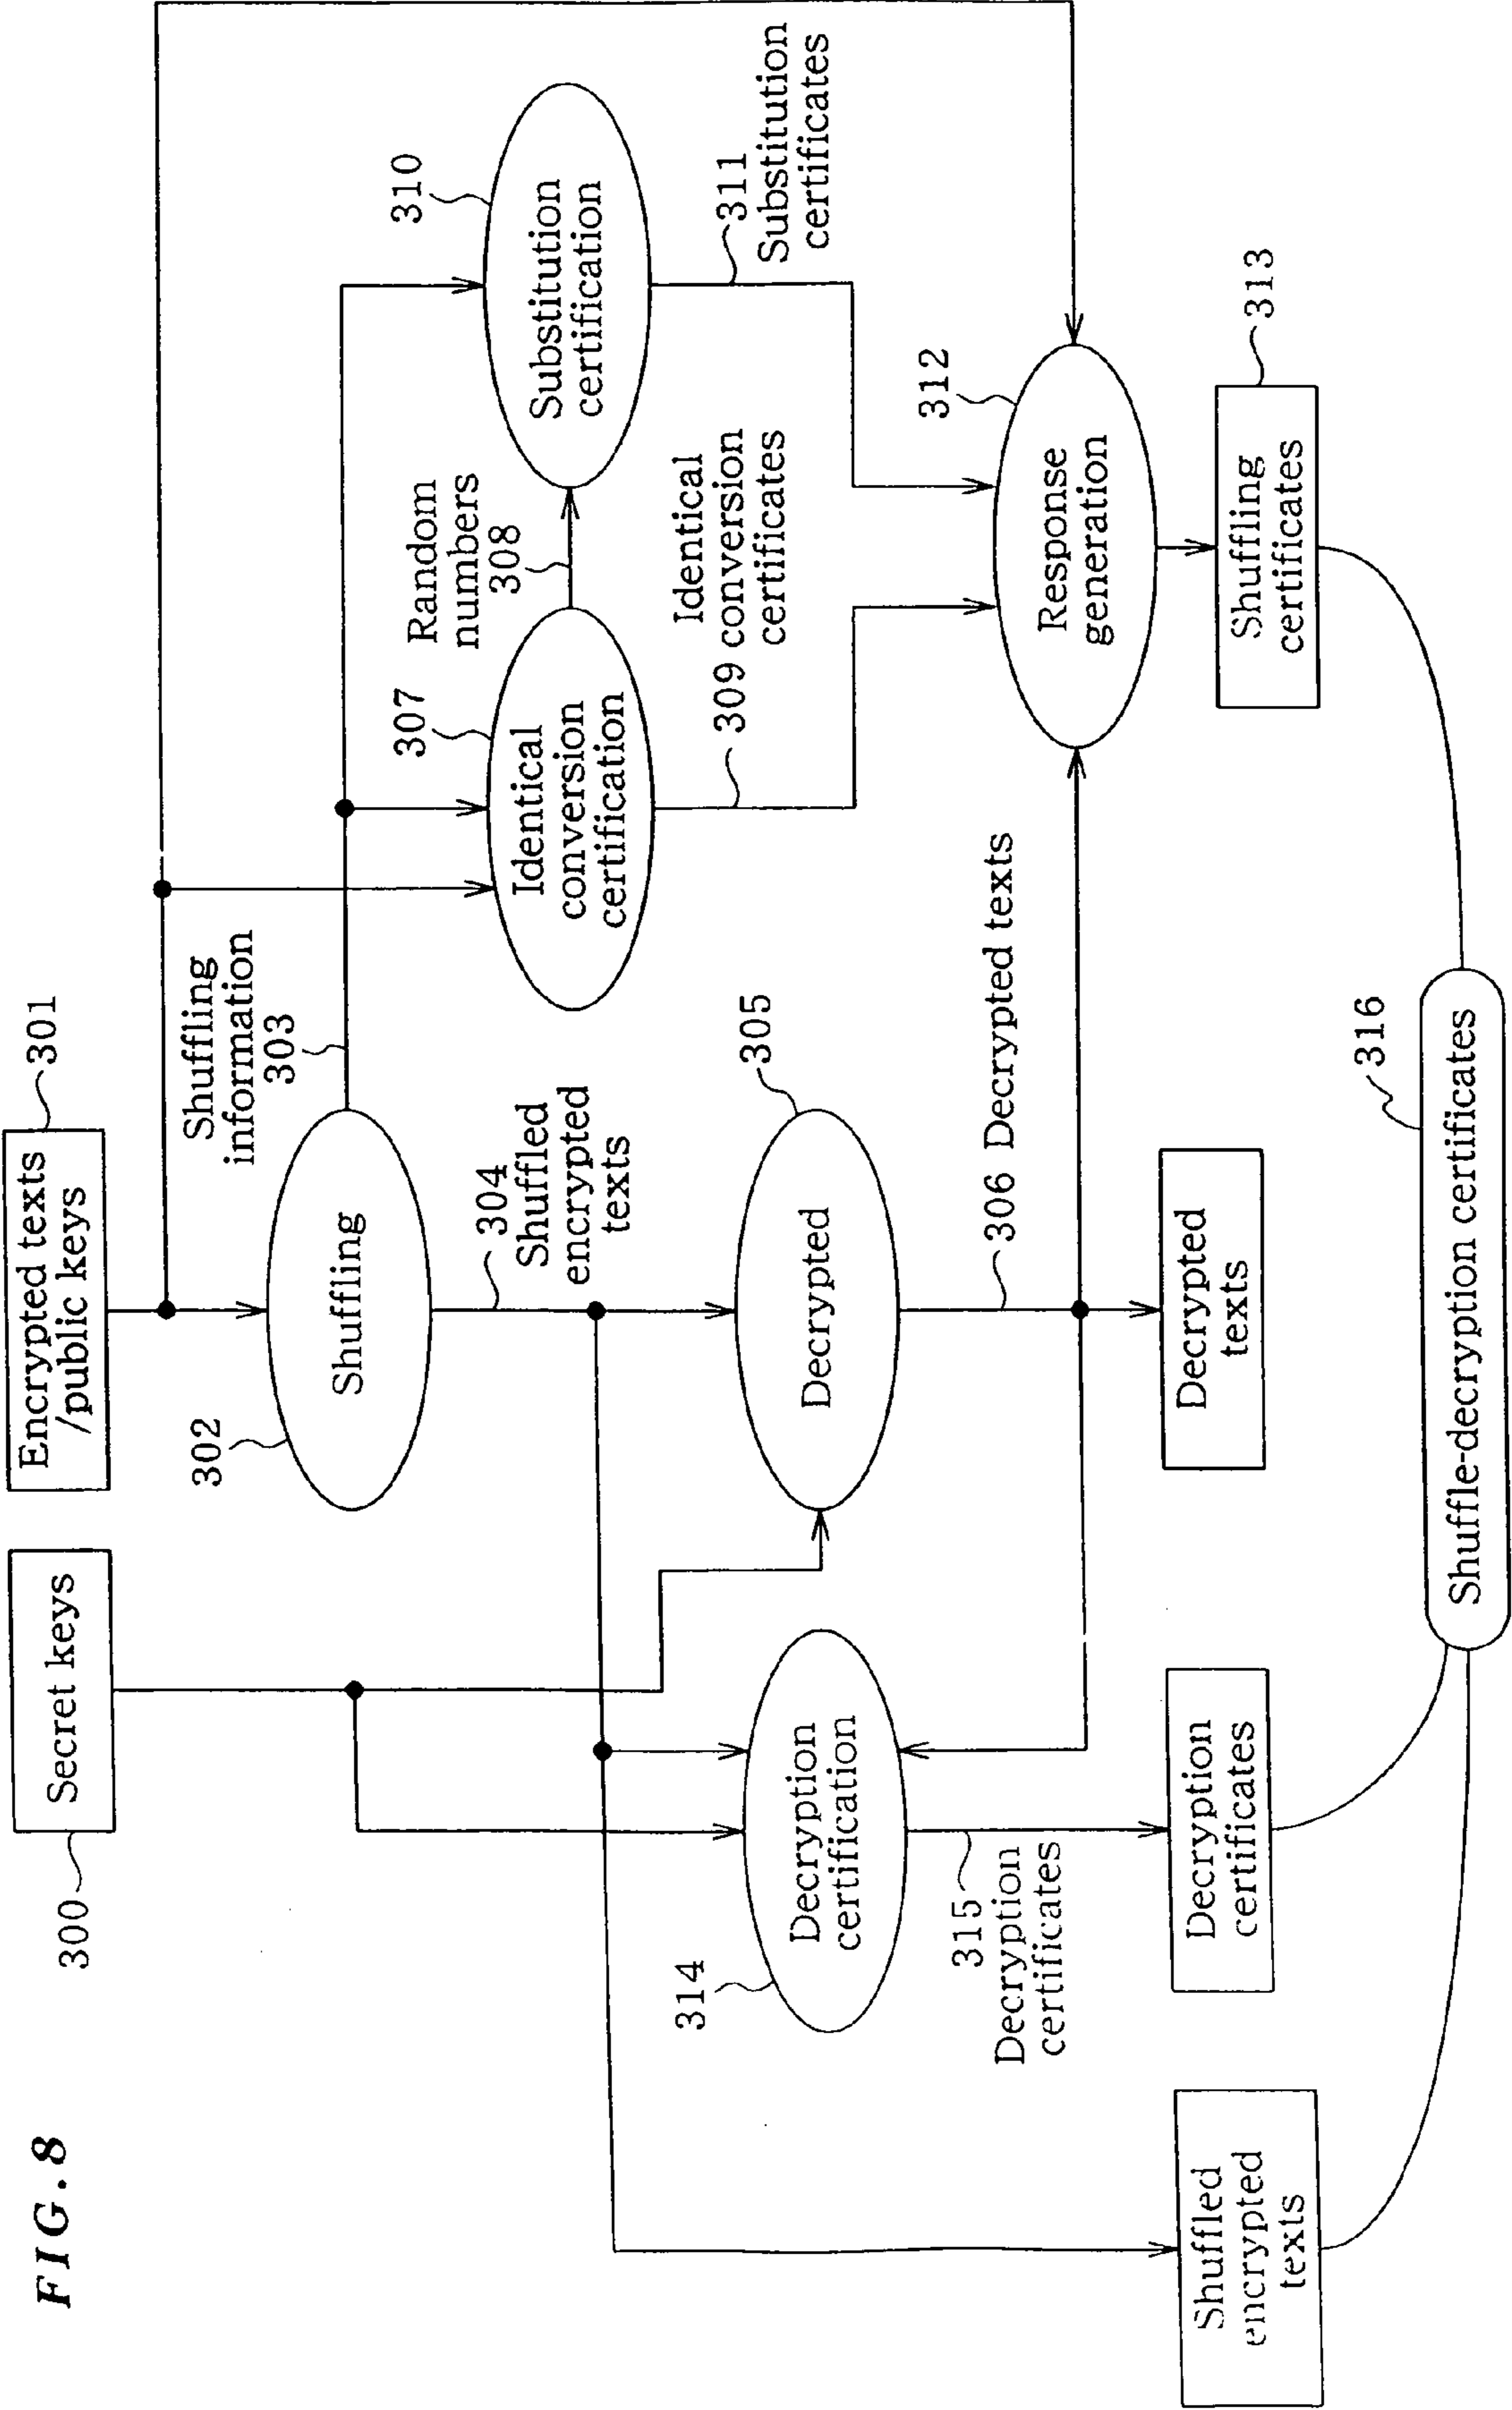 FIG.8
300
Secret keys
Encrypted texts
/public keys
301
302
Shuffling
Shuffling
information
303
304
Shuffled
encrypted
texts
305
Decrypted
306 Decrypted texts
Decrypted
texts
307
Identical
conversion
certification
Random
numbers
308
309
Identical
conversion
certificates
310
Substitution
certification
311
Substitution
certificates
312
Response
generation
313
Shuffling
certificates
314
Decryption
certification
315
Decryption
certificates
Decryption
certificates
Shuffled
encrypted
texts
316
Shuffle-decryption certificates